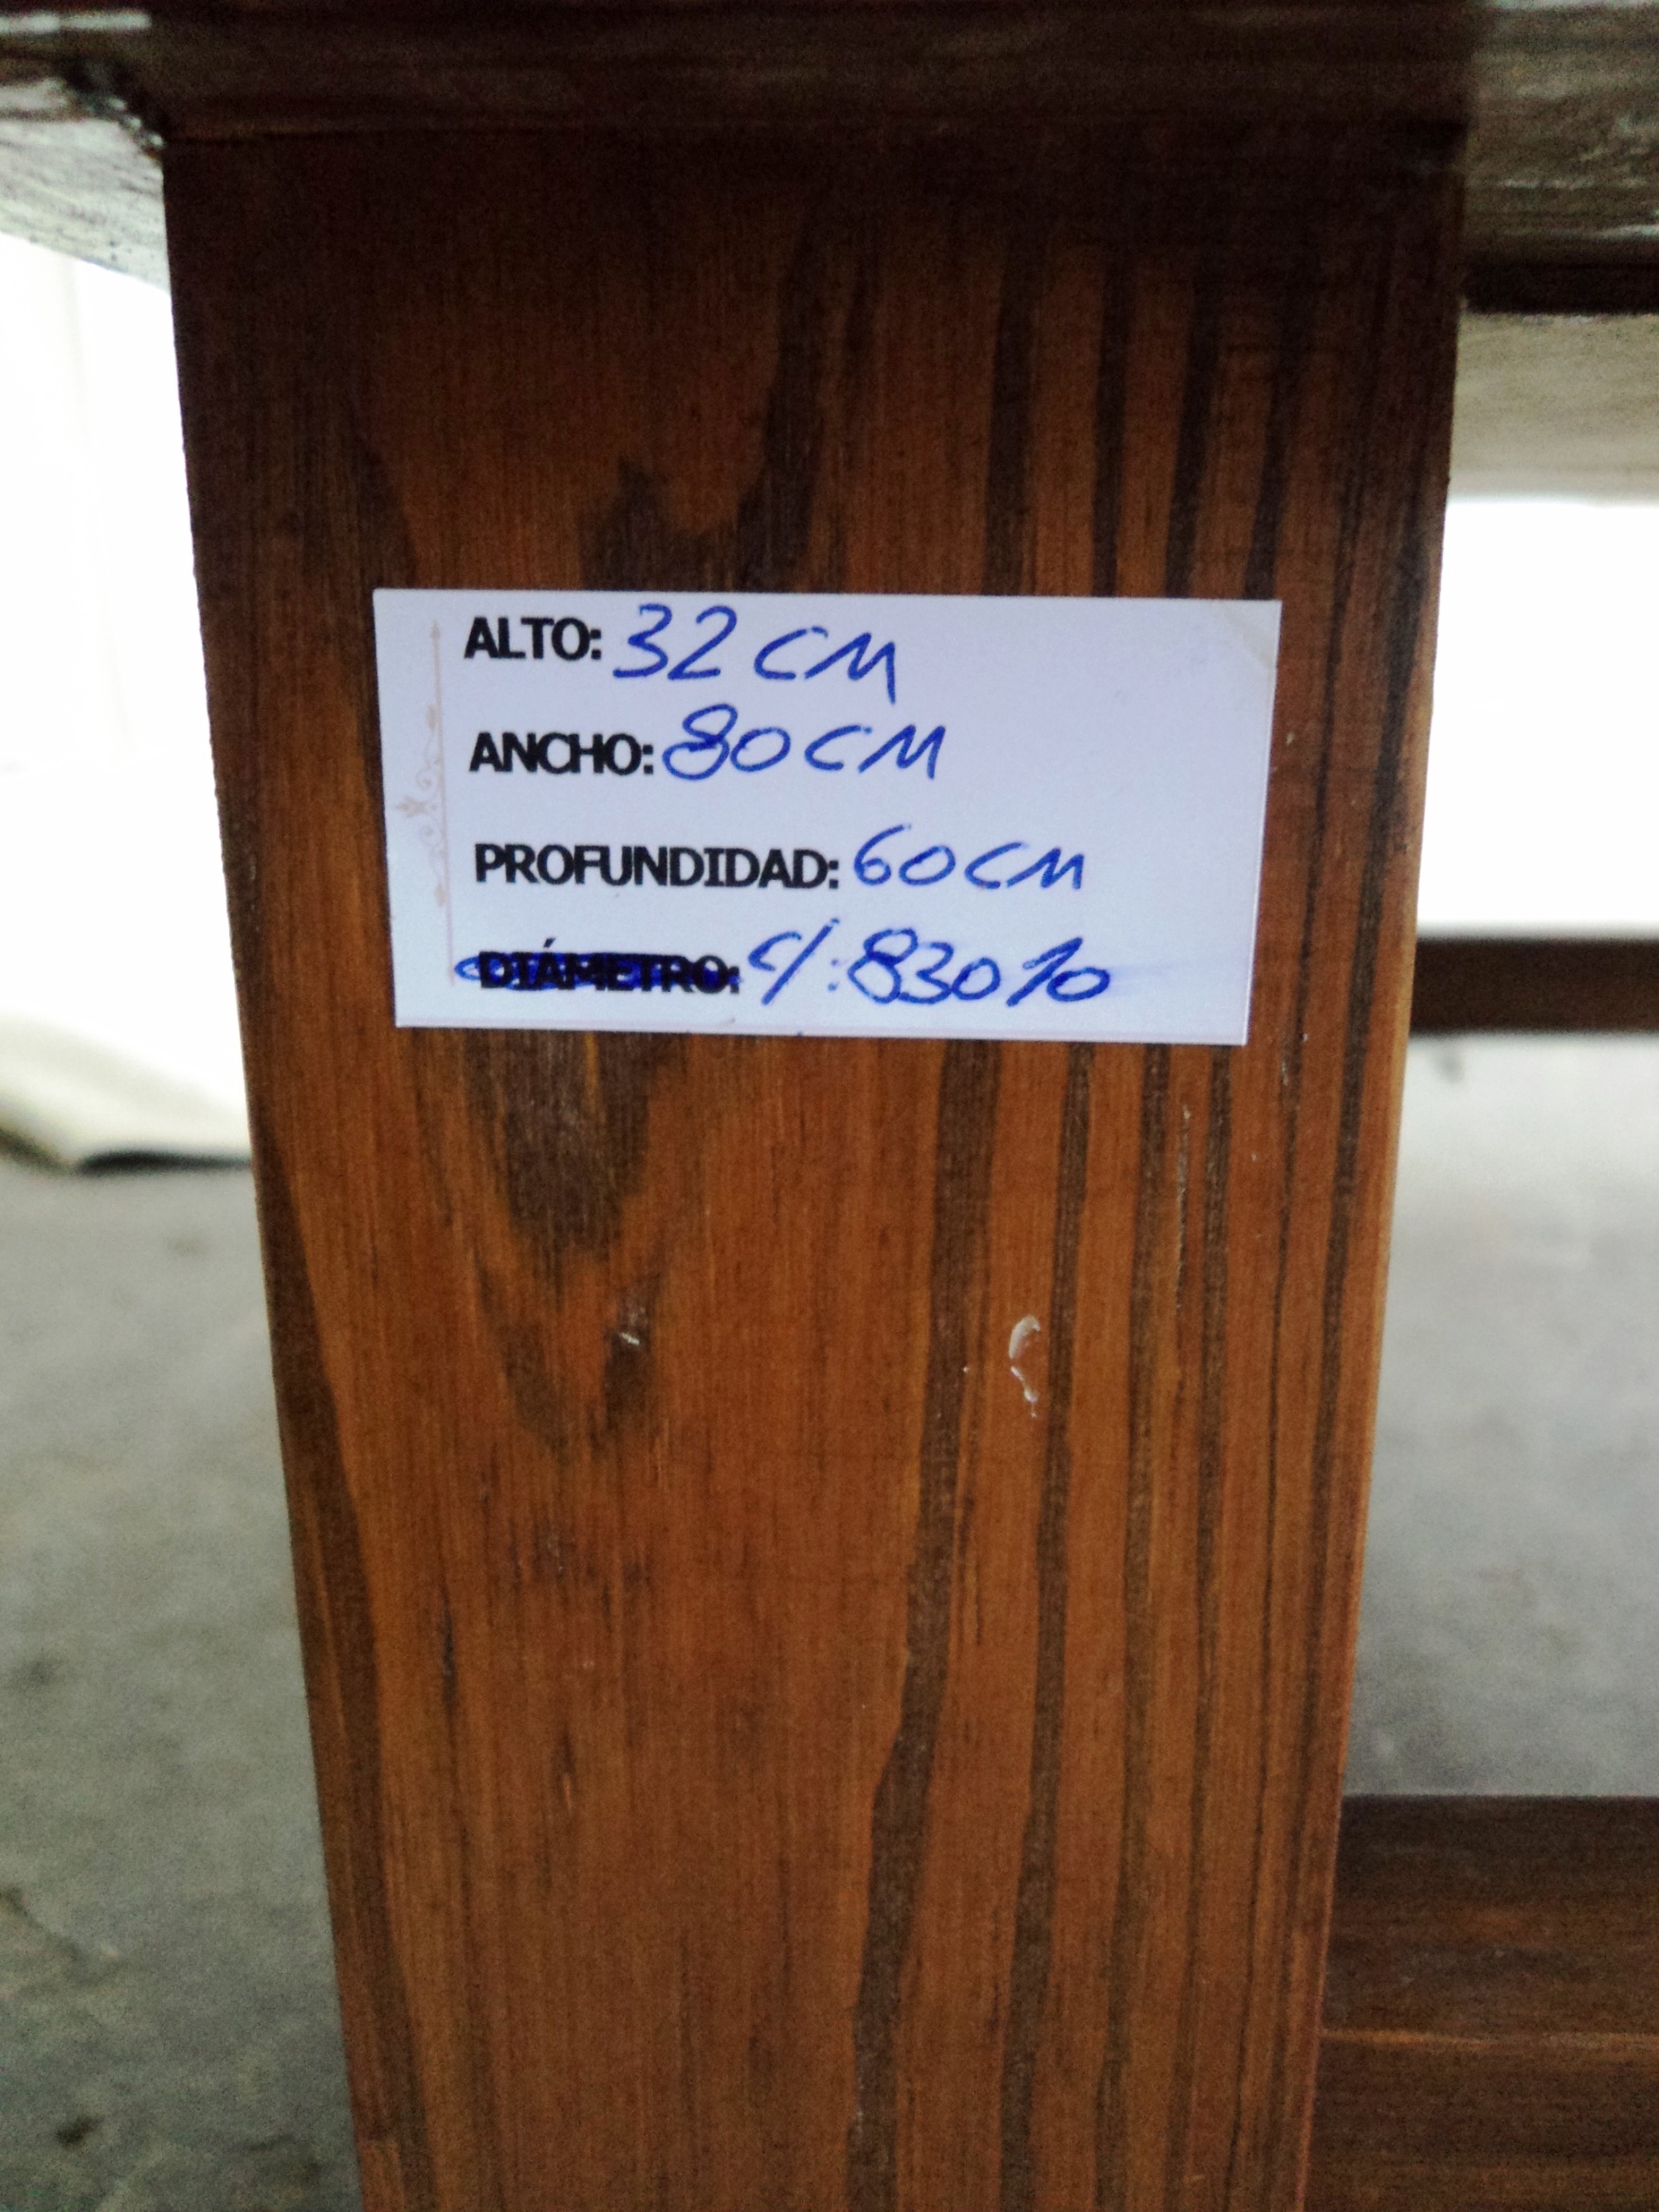 ALTO: 32 CM
ANCHO: 80 CM
PROFUNDIDAD: 60 CM
DIÁMETRO: C/: 83010